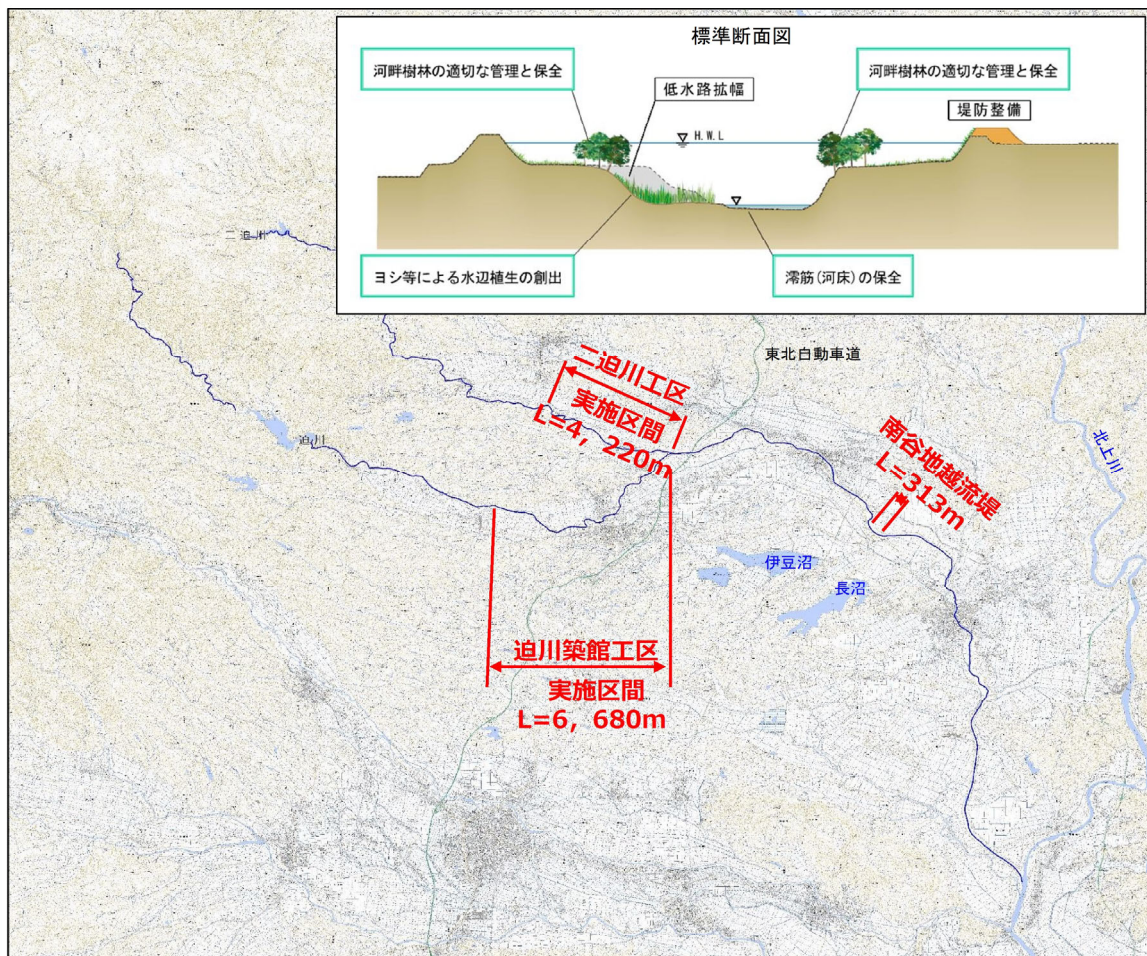 標準断面図
河畔樹林の適切な管理と保全
河畔樹林の適切な管理と保全
低水路拡幅
堤防整備
H.W.L
ヨシ等による水辺植生の創出
澪筋(河床)の保全
二迫川
東北自動車道
二迫川工区
実施区間
L=4，220m
迫川
北上川
南谷地越流堤
L=313m
伊豆沼
長沼
迫川築館工区
実施区間
L=6，680m